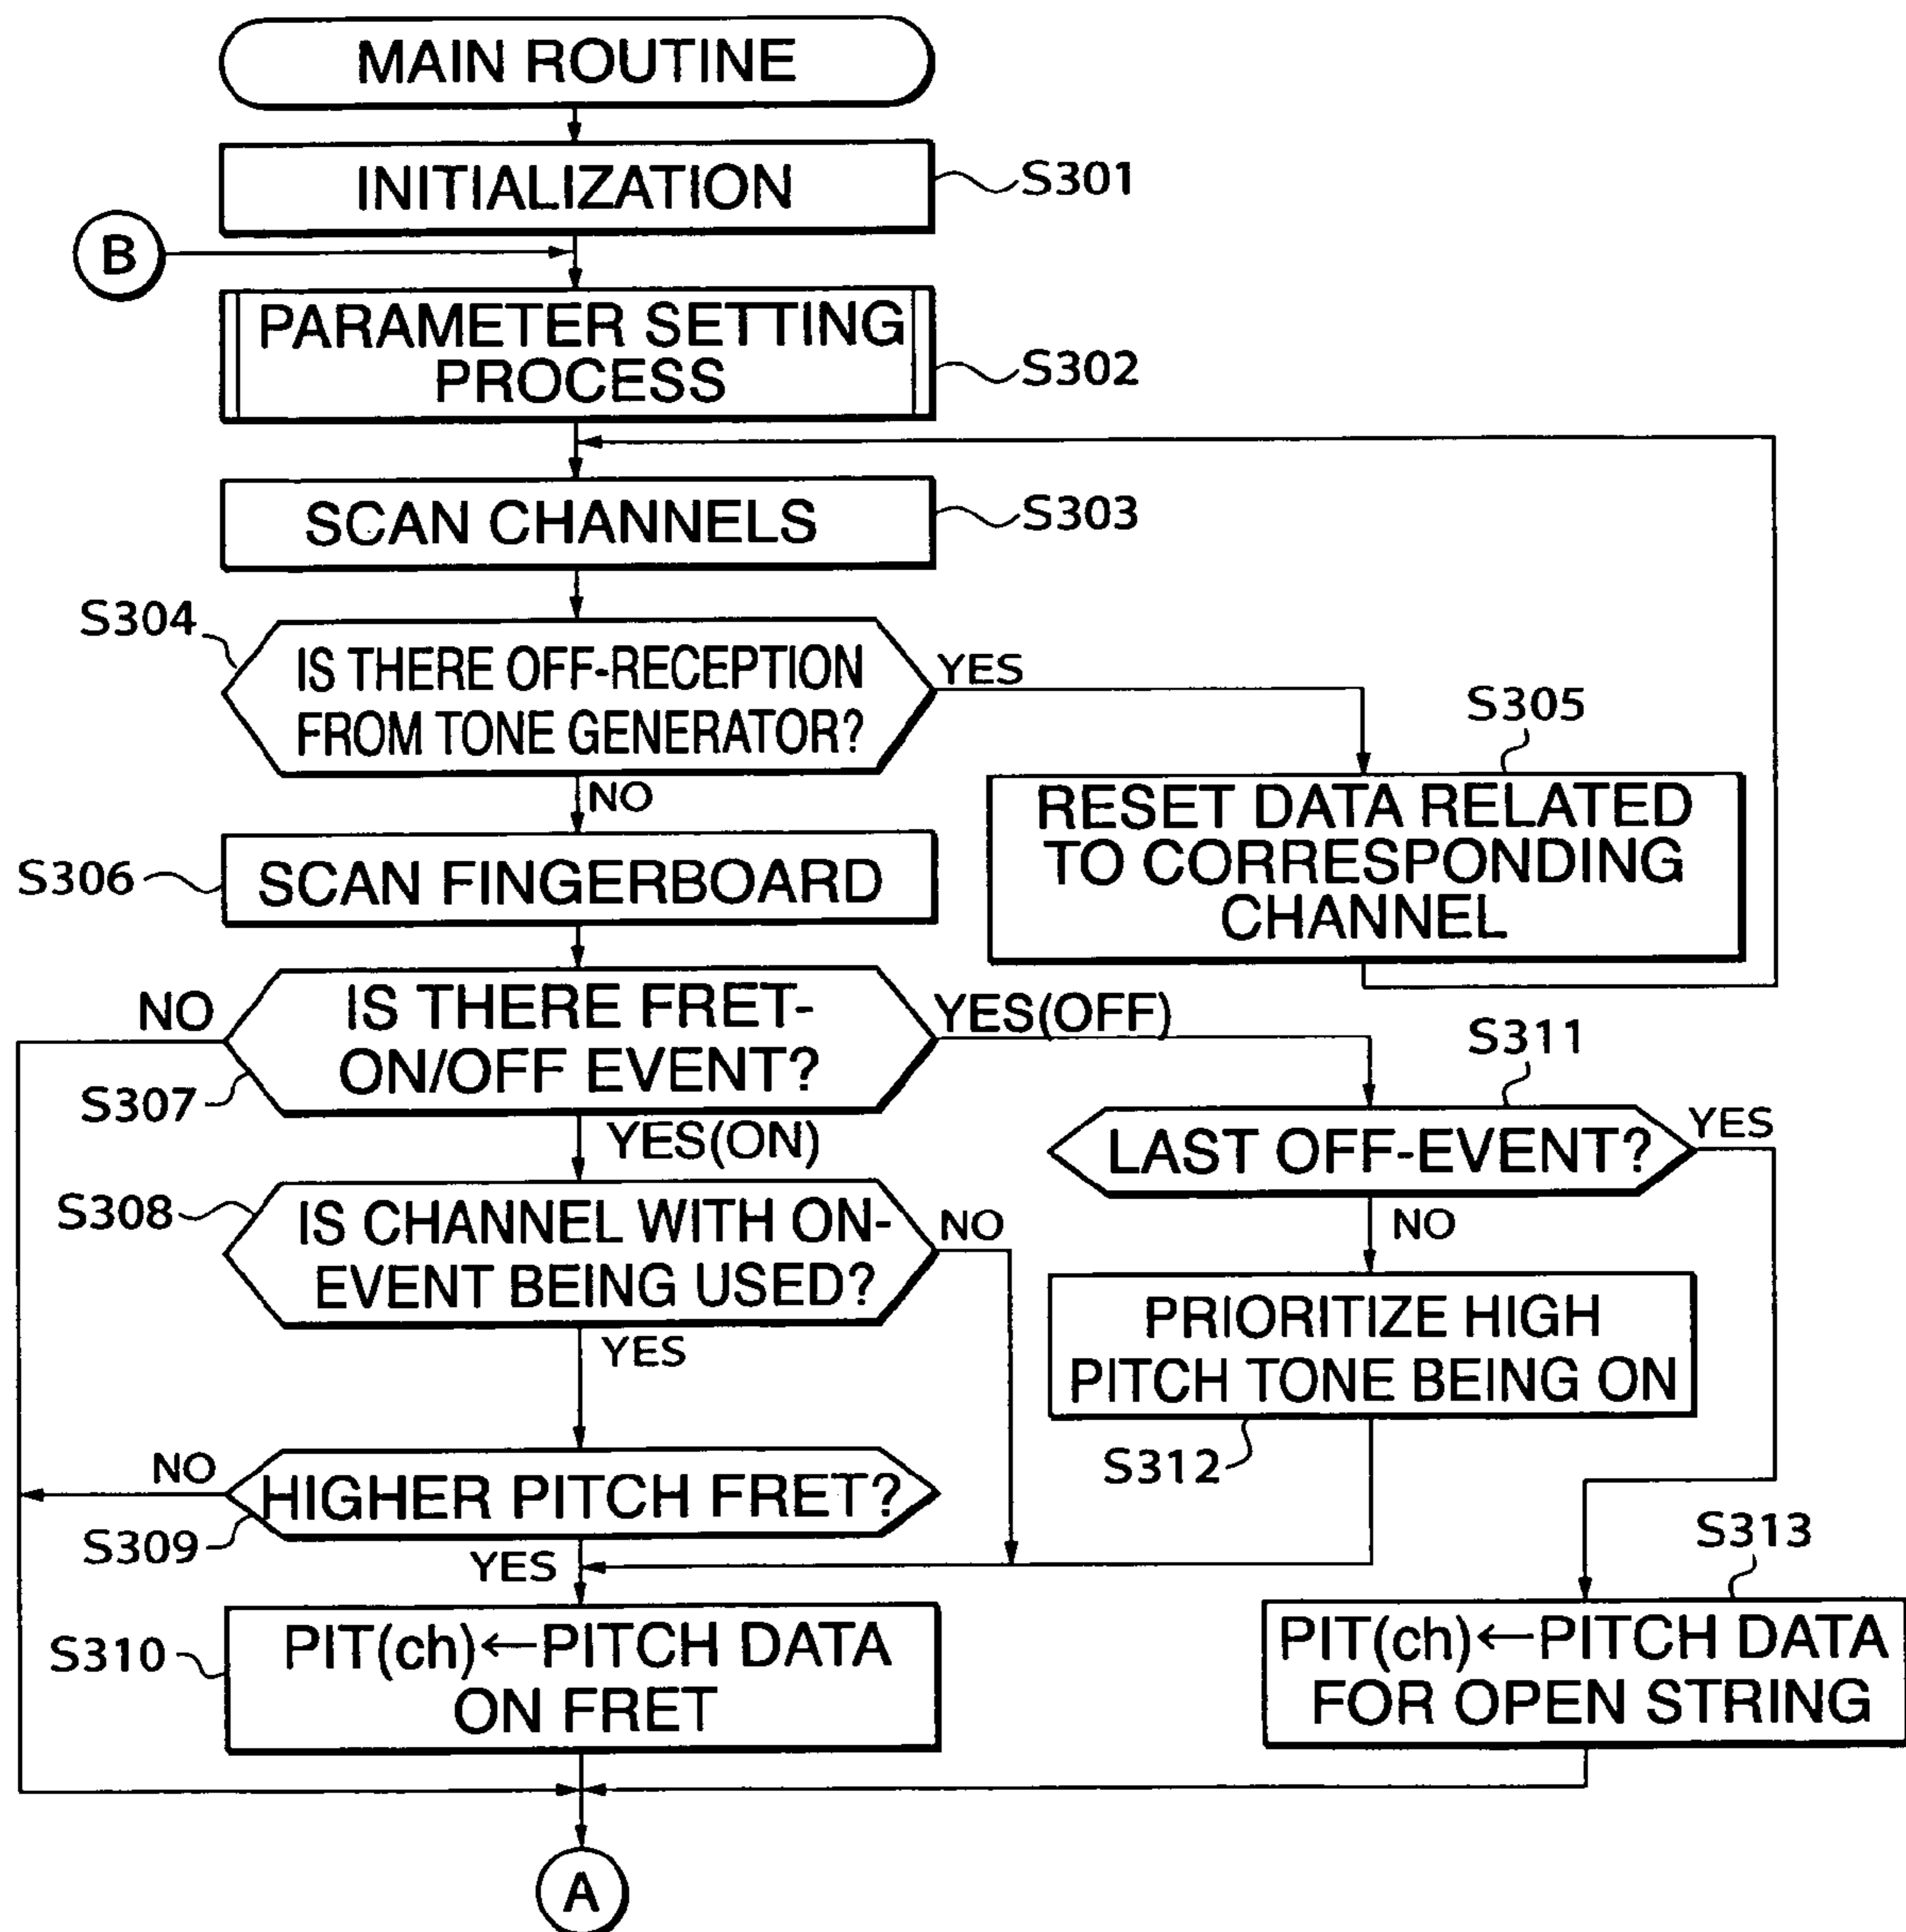 MAIN ROUTINE
INITIALIZATION
S301
B
PARAMETER SETTING
PROCESS
S302
SCAN CHANNELS
S303
S304
IS THERE OFF-RECEPTION
FROM TONE GENERATOR?
YES
NO
S305
RESET DATA RELATED
TO CORRESPONDING
CHANNEL
S306
SCAN FINGERBOARD
NO
IS THERE FRET-
ON/OFF EVENT?
YES(OFF)
S307
YES(ON)
S311
LAST OFF-EVENT?
YES
NO
S308
IS CHANNEL WITH ON-
EVENT BEING USED?
NO
YES
PRIORITIZE HIGH
PITCH TONE BEING ON
S312
NO
HIGHER PITCH FRET?
S309
YES
S310
PIT(ch)←PITCH DATA
ON FRET
S313
PIT(ch)←PITCH DATA
FOR OPEN STRING
A